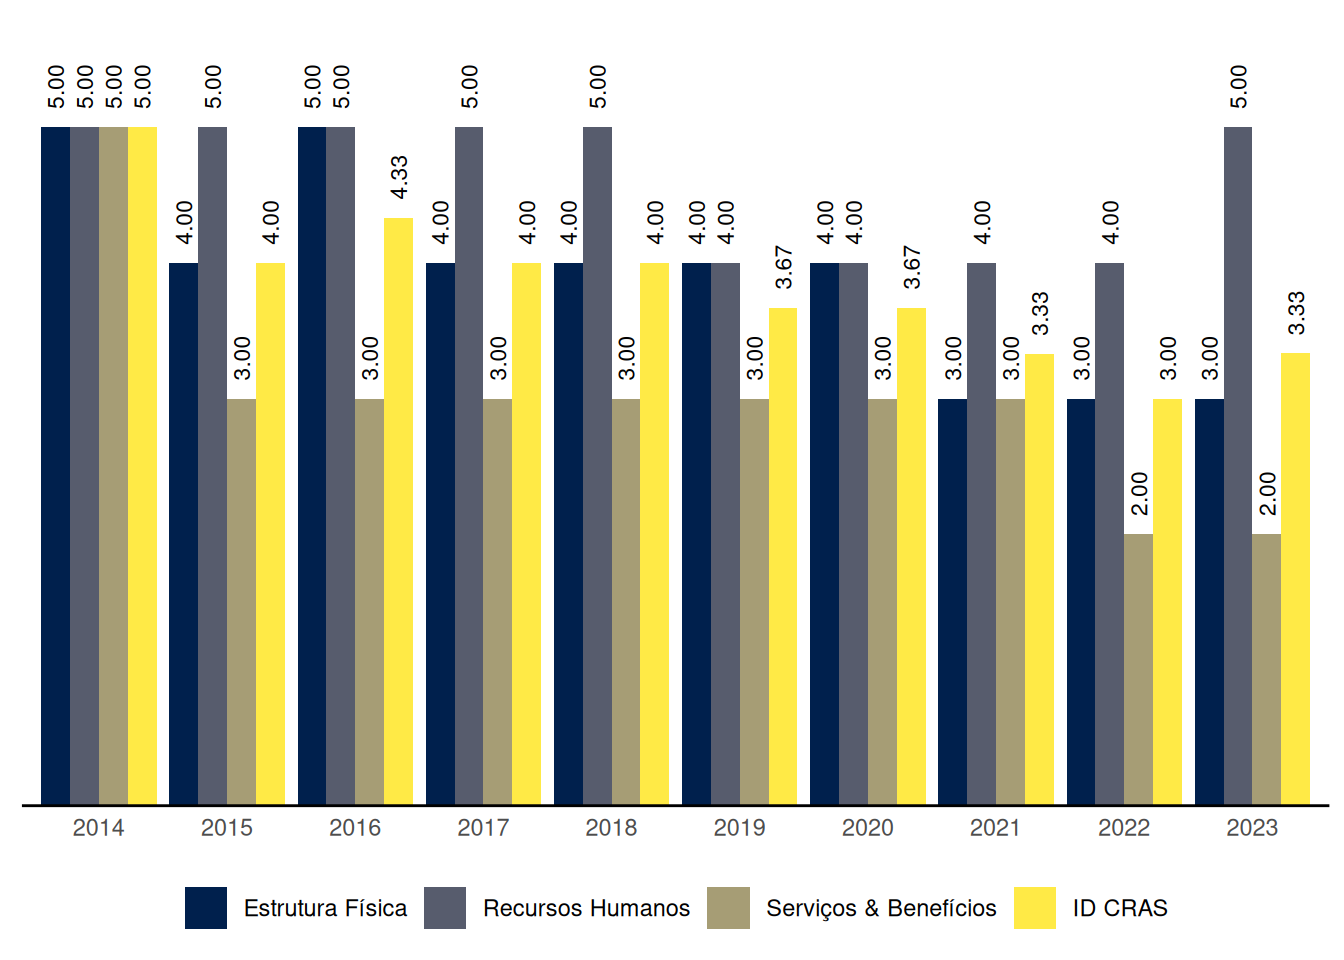 5.00 5.00 5.00 5.00 4.00 5.00 3.00 4.00 5.00 5.00 3.00 4.33 4.00 5.00 3.00 4.00 4.00 5.00 3.00 4.00 4.00 4.00 3.00 3.67 4.00 4.00 3.00 3.67 3.00 4.00 3.00 3.33 3.00 4.00 2.00 3.00 3.00 5.00 2.00 3.33
2014 2015 2016 2017 2018 2019 2020 2021 2022 2023
Estrutura Física Recursos Humanos Serviços & Benefícios ID CRAS